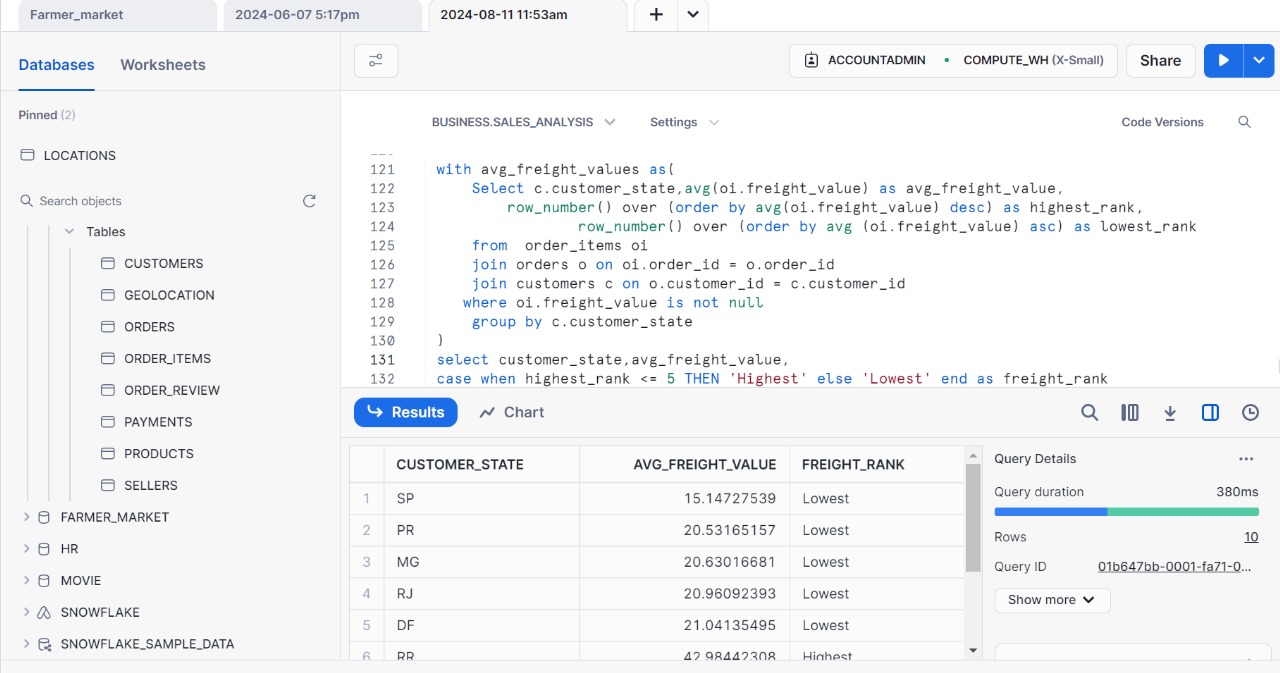 Farmer_market
2024-06-07 5:17pm
2024-08-11 11:53am
Databases
Worksheets
ACCOUNTADMIN
COMPUTE_WH (X-Small)
Share
Pinned (2)
LOCATIONS
Search objects
Tables
CUSTOMERS
GEOLOCATION
ORDERS
ORDER_ITEMS
ORDER_REVIEW
PAYMENTS
PRODUCTS
SELLERS
FARMER_MARKET
HR
MOVIE
SNOWFLAKE
SNOWFLAKE_SAMPLE_DATA
BUSINESS.SALES_ANALYSIS
Settings
Code Versions
121 with avg_freight_values as(
122 Select c.customer_state,avg(oi.freight_value) as avg_freight_value,
123 row_number() over (order by avg(oi.freight_value) desc) as highest_rank,
124 row_number() over (order by avg (oi.freight_value) asc) as lowest_rank
125 from order_items oi
126 join orders o on oi.order_id = o.order_id
127 join customers c on o.customer_id = c.customer_id
128 where oi.freight_value is not null
129 group by c.customer_state
130 )
131 select customer_state,avg_freight_value,
132 case when highest_rank <= 5 THEN 'Highest' else 'Lowest' end as freight_rank
Results
Chart
CUSTOMER_STATE AVG_FREIGHT_VALUE FREIGHT_RANK
1 SP 15.14727539 Lowest
2 PR 20.53165157 Lowest
3 MG 20.63016681 Lowest
4 RJ 20.96092393 Lowest
5 DF 21.04135495 Lowest
6 RR 42.98442308 Highest
Query Details
Query duration 380ms
Rows 10
Query ID 01b647bb-0001-fa71-0...
Show more